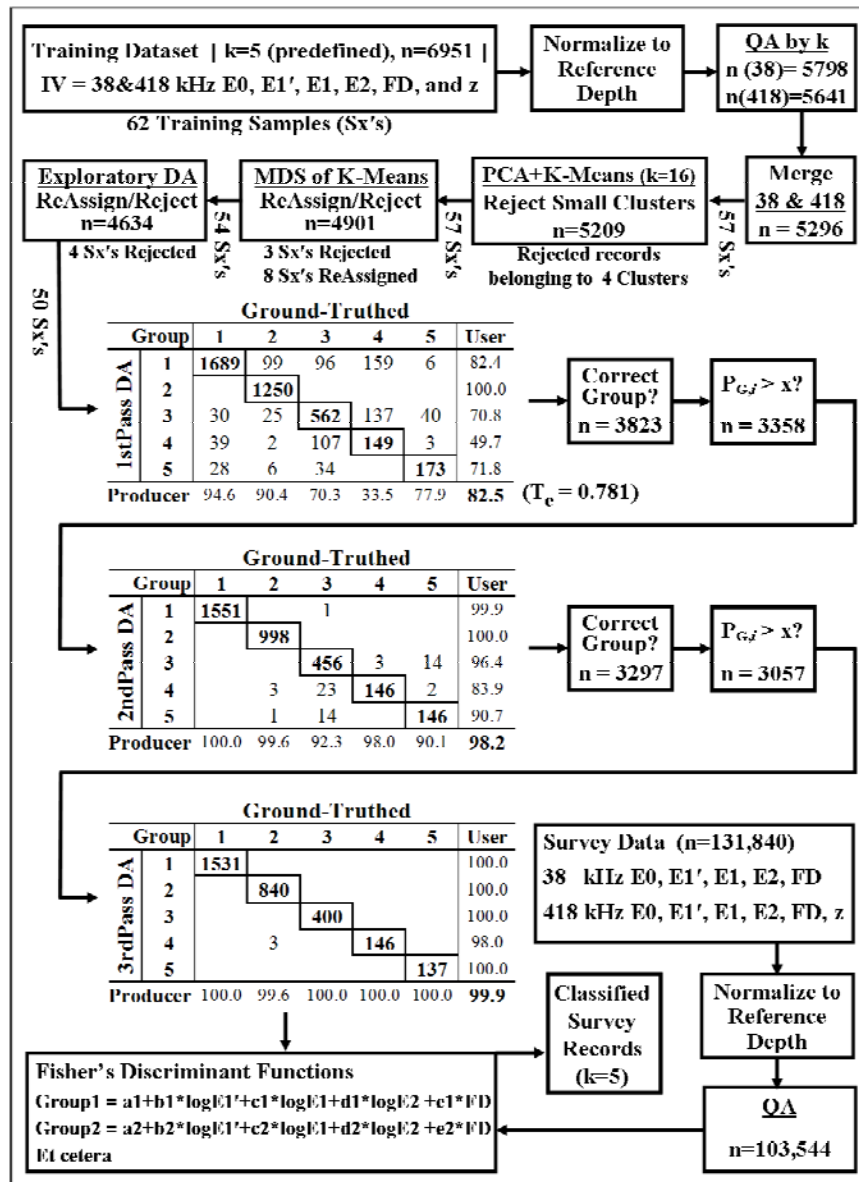 Training Dataset | k=5 (predefined), n=6951 |
IV = 38&418 kHz E0, E1′, E1, E2, FD, and z
62 Training Samples (Sx's)
Normalize to
Reference
Depth
QA by k
n (38)= 5798
n(418)=5641
Merge
38 & 418
n = 5296
57 Sx's
PCA+K-Means (k=16)
Reject Small Clusters
n=5209
Rejected records
belonging to 4 Clusters
57 Sx's
MDS of K-Means
ReAssign/Reject
n=4901
3 Sx's Rejected
8 Sx's ReAssigned
54 Sx's
Exploratory DA
ReAssign/Reject
n=4634
4 Sx's Rejected
50 Sx's
Ground-Truthed
Group 1 2 3 4 5 User
1stPass DA
1 1689 99 96 159 6 82.4
2 1250 100.0
3 30 25 562 137 40 70.8
4 39 2 107 149 3 49.7
5 28 6 34 173 71.8
Producer 94.6 90.4 70.3 33.5 77.9 82.5 (Te = 0.781)
Correct
Group?
n = 3823
PG,i > x?
n = 3358
Ground-Truthed
Group 1 2 3 4 5 User
2ndPass DA
1 1551 1 99.9
2 998 100.0
3 456 3 14 96.4
4 3 23 146 2 83.9
5 1 14 146 90.7
Producer 100.0 99.6 92.3 98.0 90.1 98.2
Correct
Group?
n = 3297
PG,i > x?
n = 3057
Ground-Truthed
Group 1 2 3 4 5 User
3rdPass DA
1 1531 100.0
2 840 100.0
3 400 100.0
4 3 146 98.0
5 137 100.0
Producer 100.0 99.6 100.0 100.0 100.0 99.9
Survey Data (n=131,840)
38 kHz E0, E1′, E1, E2, FD
418 kHz E0, E1′, E1, E2, FD, z
Normalize to
Reference
Depth
QA
n=103,544
Classified
Survey
Records
(k=5)
Fisher's Discriminant Functions
Group1 = a1+b1*logE1′+c1*logE1+d1*logE2 +e1*FD
Group2 = a2+b2*logE1′+c2*logE1+d2*logE2 +e2*FD
Et cetera